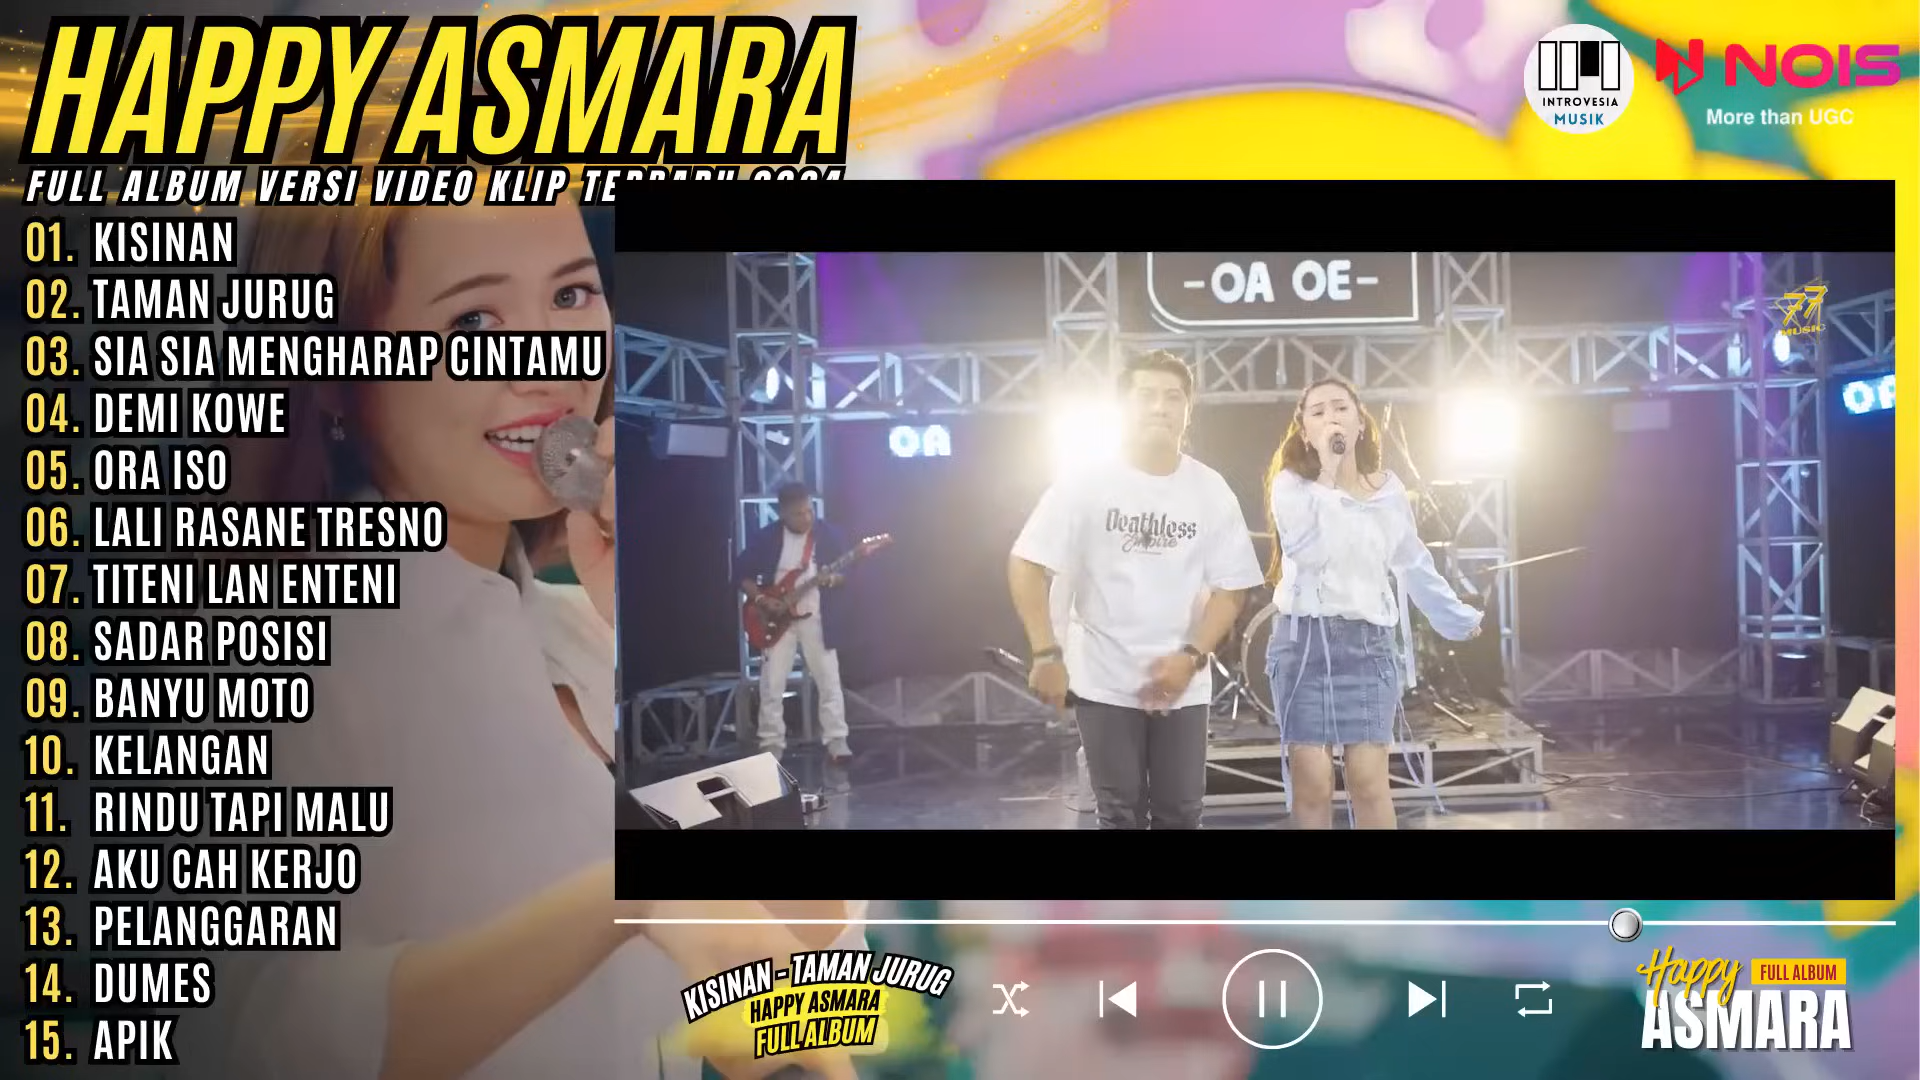 HAPPY ASMARA
FULL ALBUM VERSI VIDEO KLIP
01. KISINAN
02. TAMAN JURUG
03. SIA SIA MENGHARAP CINTAMU
04. DEMI KOWE
05. ORA ISO
06. LALI RASANE TRESNO
07. TITENI LAN ENTENI
08. SADAR POSISI
09. BANYU MOTO
10. KELANGAN
11. RINDU TAPI MALU
12. AKU CAH KERJO
13. PELANGGARAN
14. DUMES
15. APIK
INTROVESIA
MUSIK
NOIS
More than UGC
-OA OE-
77
MUSIC
OA
Deathless
Empire
KISINAN - TAMAN JURUG
HAPPY ASMARA
FULL ALBUM
Happy
FULL ALBUM
ASMARA